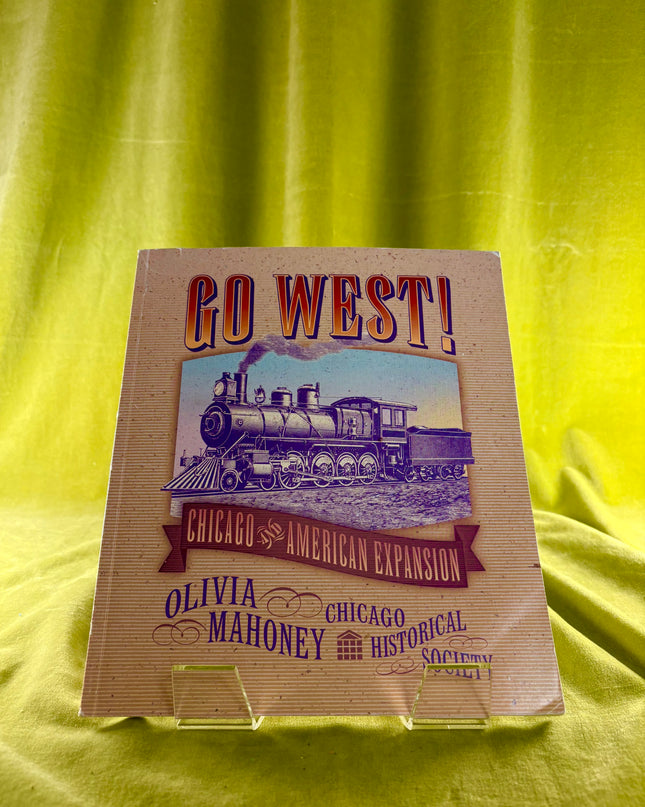 GO WEST!
CHICAGO AND AMERICAN EXPANSION
OLIVIA
MAHONEY
CHICAGO
HISTORICAL
SOCIETY